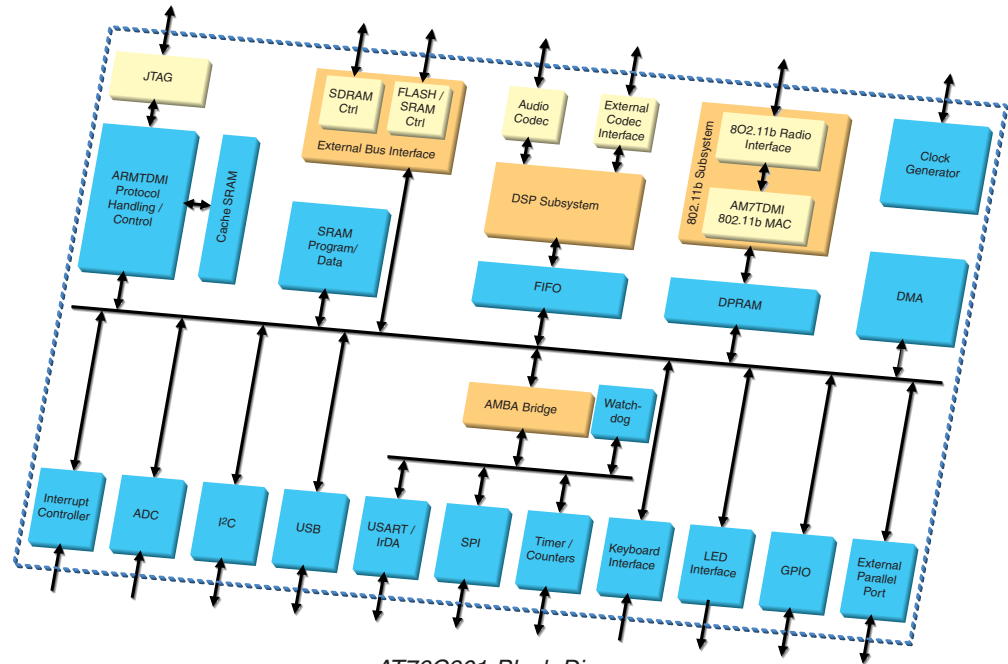 JTAG
SDRAM
Ctrl
FLASH /
SRAM
Ctrl
External Bus Interface
Audio
Codec
External
Codec
Interface
802.11b Subsystem
8O2.11b Radio
Interface
AM7TDMI
802.11b MAC
Clock
Generator
ARMTDMI
Protocol
Handling /
Control
Cache SRAM
SRAM
Program/
Data
DSP Subsystem
FIFO
DPRAM
DMA
AMBA Bridge
Watch-
dog
Interrupt
Controller
ADC
I²C
USB
USART /
IrDA
SPI
Timer /
Counters
Keyboard
Interface
LED
Interface
GPIO
External
Parallel
Port